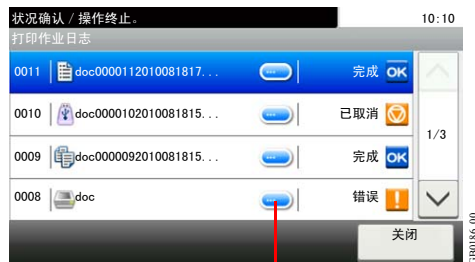 状况确认 / 操作终止。 10:10
打印作业日志
0011 doc0000112010081817... 完成 OK
0010 doc0000102010081815... 已取消
0009 doc0000092010081815... 完成 OK
0008 doc 错误
1/3
关闭